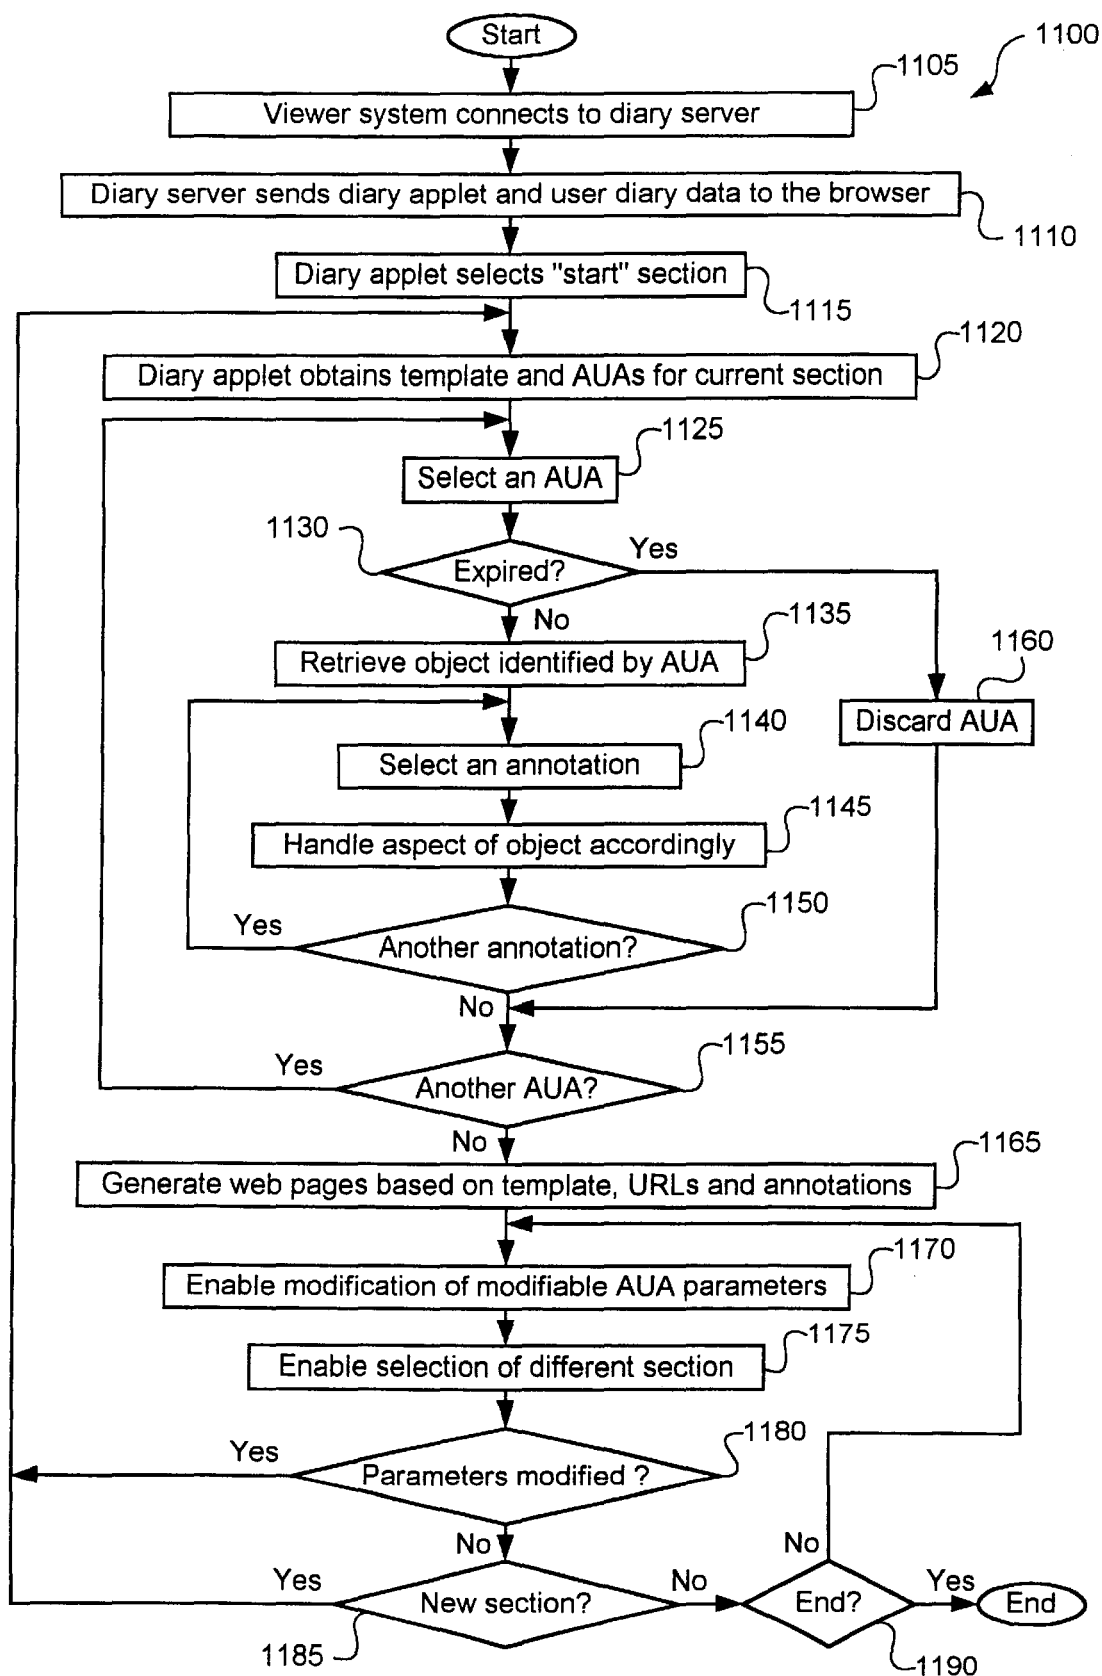 Start
1100
1105
Viewer system connects to diary server
Diary server sends diary applet and user diary data to the browser
1110
Diary applet selects "start" section
1115
1120
Diary applet obtains template and AUAs for current section
1125
Select an AUA
1130
Yes
Expired?
No
1135
1160
Retrieve object identified by AUA
Discard AUA
1140
Select an annotation
1145
Handle aspect of object accordingly
1150
Yes
Another annotation?
No
1155
Yes
Another AUA?
No
1165
Generate web pages based on template, URLs and annotations
1170
Enable modification of modifiable AUA parameters
1175
Enable selection of different section
1180
Yes
Parameters modified ?
No
No
Yes
New section?
No
End?
Yes
End
1185
1190